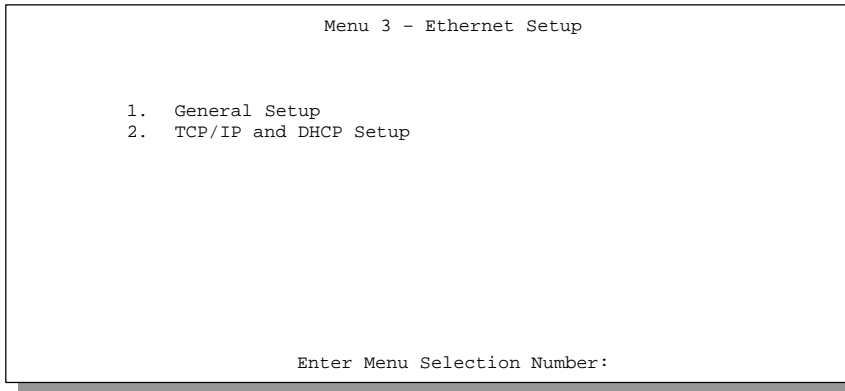 Menu 3 – Ethernet Setup
1. General Setup
2. TCP/IP and DHCP Setup
Enter Menu Selection Number: